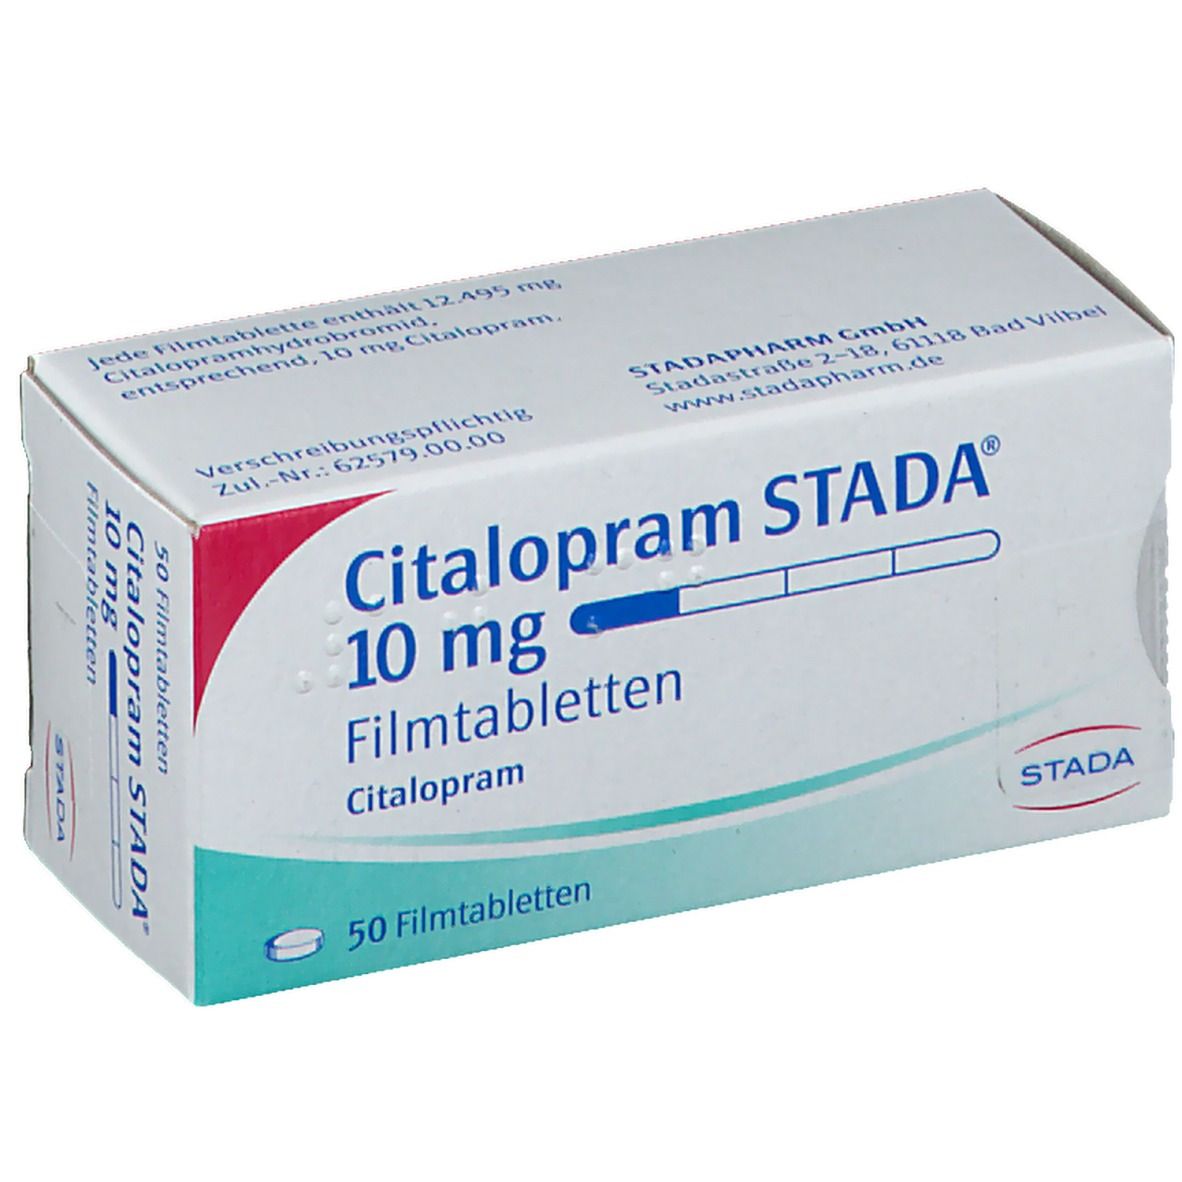 Jede Filmtablette enthält 12,495 mg
Citalopramhydrobromid,
entsprechend, 10 mg Citalopram.
Verschreibungspflichtig
Zul.-Nr.: 62579.00.00
STADAPHARM GmbH
Stadastraße 2–18, 61118 Bad Vilbel
www.stadapharm.de
Citalopram STADA®
10 mg
Filmtabletten
Citalopram
50 Filmtabletten
STADA
50 Filmtabletten
Citalopram STADA®
10 mg
Filmtabletten
STADA